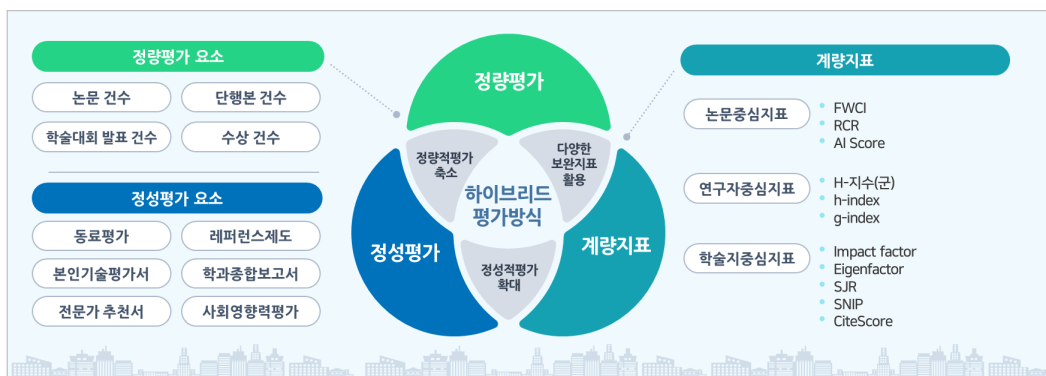 정량평가 요소
논문 건수
단행본 건수
학술대회 발표 건수
수상 건수
정성평가 요소
동료평가
레퍼런스제도
본인기술평가서
학과종합보고서
전문가 추천서
사회영향력평가
정량평가
정량적평가
축소
다양한
보완지표
활용
하이브리드
평가방식
정성평가
계량지표
정성적평가
확대
계량지표
논문중심지표
FWCI
RCR
AI Score
연구자중심지표
H-지수(군)
h-index
g-index
학술지중심지표
Impact factor
Eigenfactor
SJR
SNIP
CiteScore